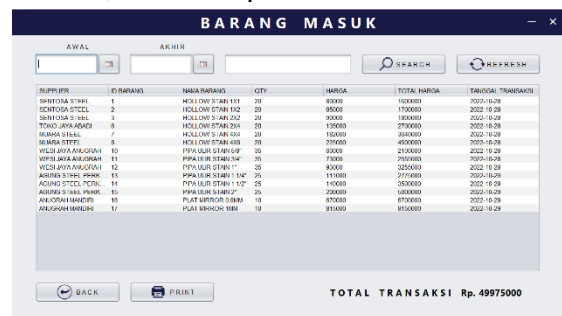 BARANG MASUK
AWAL AKHIR
SEARCH REFRESH
SUPPLIER ID BARANG NAMA BARANG QTY HARGA TOTAL HARGA TANGGAL TRANSAKSI
SENTOSA STEEL 1 HOLLOW STAIN 1X1 20 80000 1600000 2022-10-28
SENTOSA STEEL 2 HOLLOW STAIN 2X1 20 85000 1700000 2022-10-28
SENTOSA STEEL 3 HOLLOW STAIN 2X2 20 90000 1800000 2022-10-28
TOKO JAYA ABADI 6 HOLLOW STAIN 2X4 20 135000 2700000 2022-10-28
MUARA STEEL 7 HOLLOW STAIN 4X4 20 182000 3640000 2022-10-28
MUARA STEEL 8 HOLLOW STAIN 4X6 20 225000 4500000 2022-10-28
WESI JAYA ANUGRAH 10 PIPA ULIR STAIN 5/8" 35 60000 2100000 2022-10-28
WESI JAYA ANUGRAH 11 PIPA ULIR STAIN 3/4" 35 73000 2555000 2022-10-28
WESI JAYA ANUGRAH 12 PIPA ULIR STAIN 1" 35 93000 3255000 2022-10-28
AGUNG STEEL PERK... 13 PIPA ULIR STAIN 1 1/4" 25 111000 2775000 2022-10-29
AGUNG STEEL PERK... 14 PIPA ULIR STAIN 1 1/2" 25 140000 3500000 2022-10-29
AGUNG STEEL PERK... 15 PIPA ULIR STAIN 2" 25 200000 5000000 2022-10-29
ANUGRAH MANDIRI 16 PLAT MIRROR 0.8MM 10 670000 6700000 2022-10-29
ANUGRAH MANDIRI 17 PLAT MIRROR 1MM 10 815000 8150000 2022-10-29
BACK PRINT TOTAL TRANSAKSI Rp. 49975000